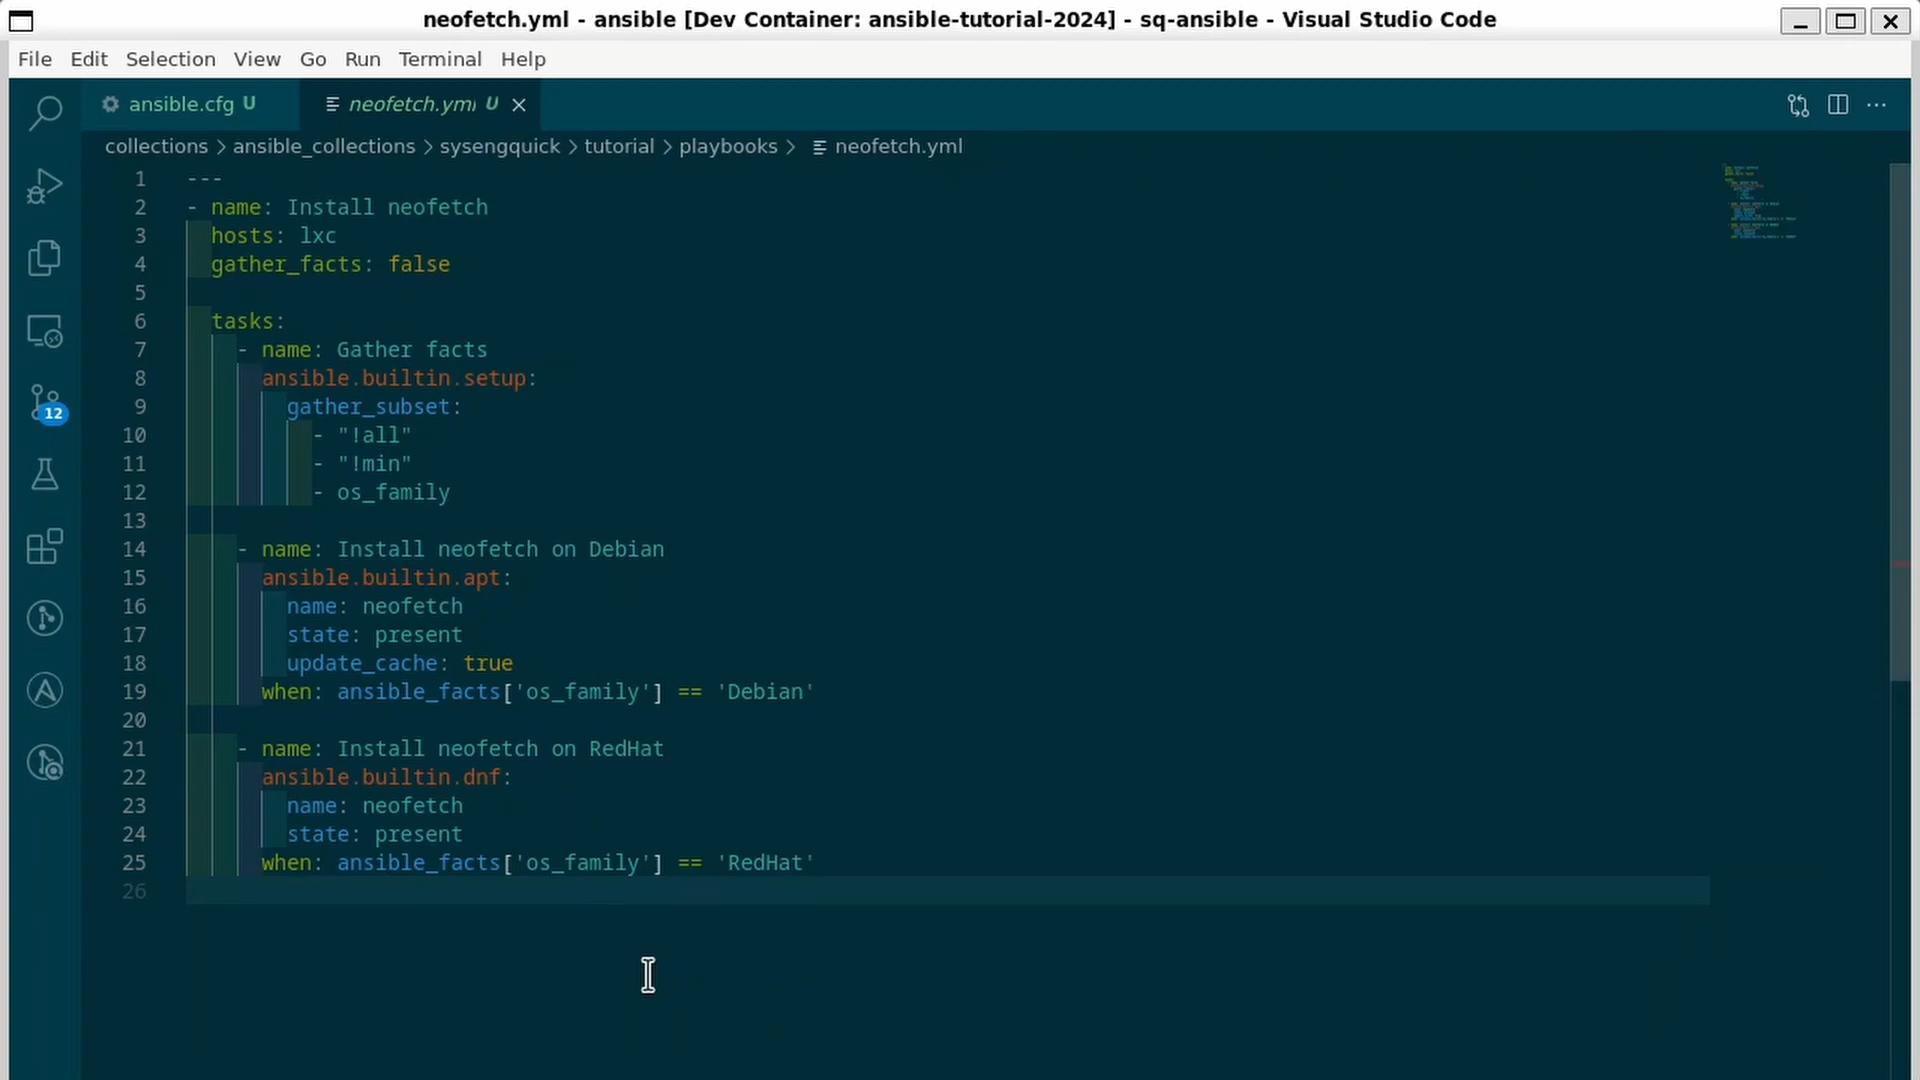 neofetch.yml - ansible [Dev Container: ansible-tutorial-2024] - sq-ansible - Visual Studio Code
File Edit Selection View Go Run Terminal Help
ansible.cfg U neofetch.yml U
collections > ansible_collections > sysengquick > tutorial > playbooks > neofetch.yml
1 ---
2 - name: Install neofetch
3   hosts: lxc
4   gather_facts: false
5
6   tasks:
7     - name: Gather facts
8       ansible.builtin.setup:
9         gather_subset:
10           - "!all"
11           - "!min"
12           - os_family
13
14     - name: Install neofetch on Debian
15       ansible.builtin.apt:
16         name: neofetch
17         state: present
18         update_cache: true
19       when: ansible_facts['os_family'] == 'Debian'
20
21     - name: Install neofetch on RedHat
22       ansible.builtin.dnf:
23         name: neofetch
24         state: present
25       when: ansible_facts['os_family'] == 'RedHat'
26
12